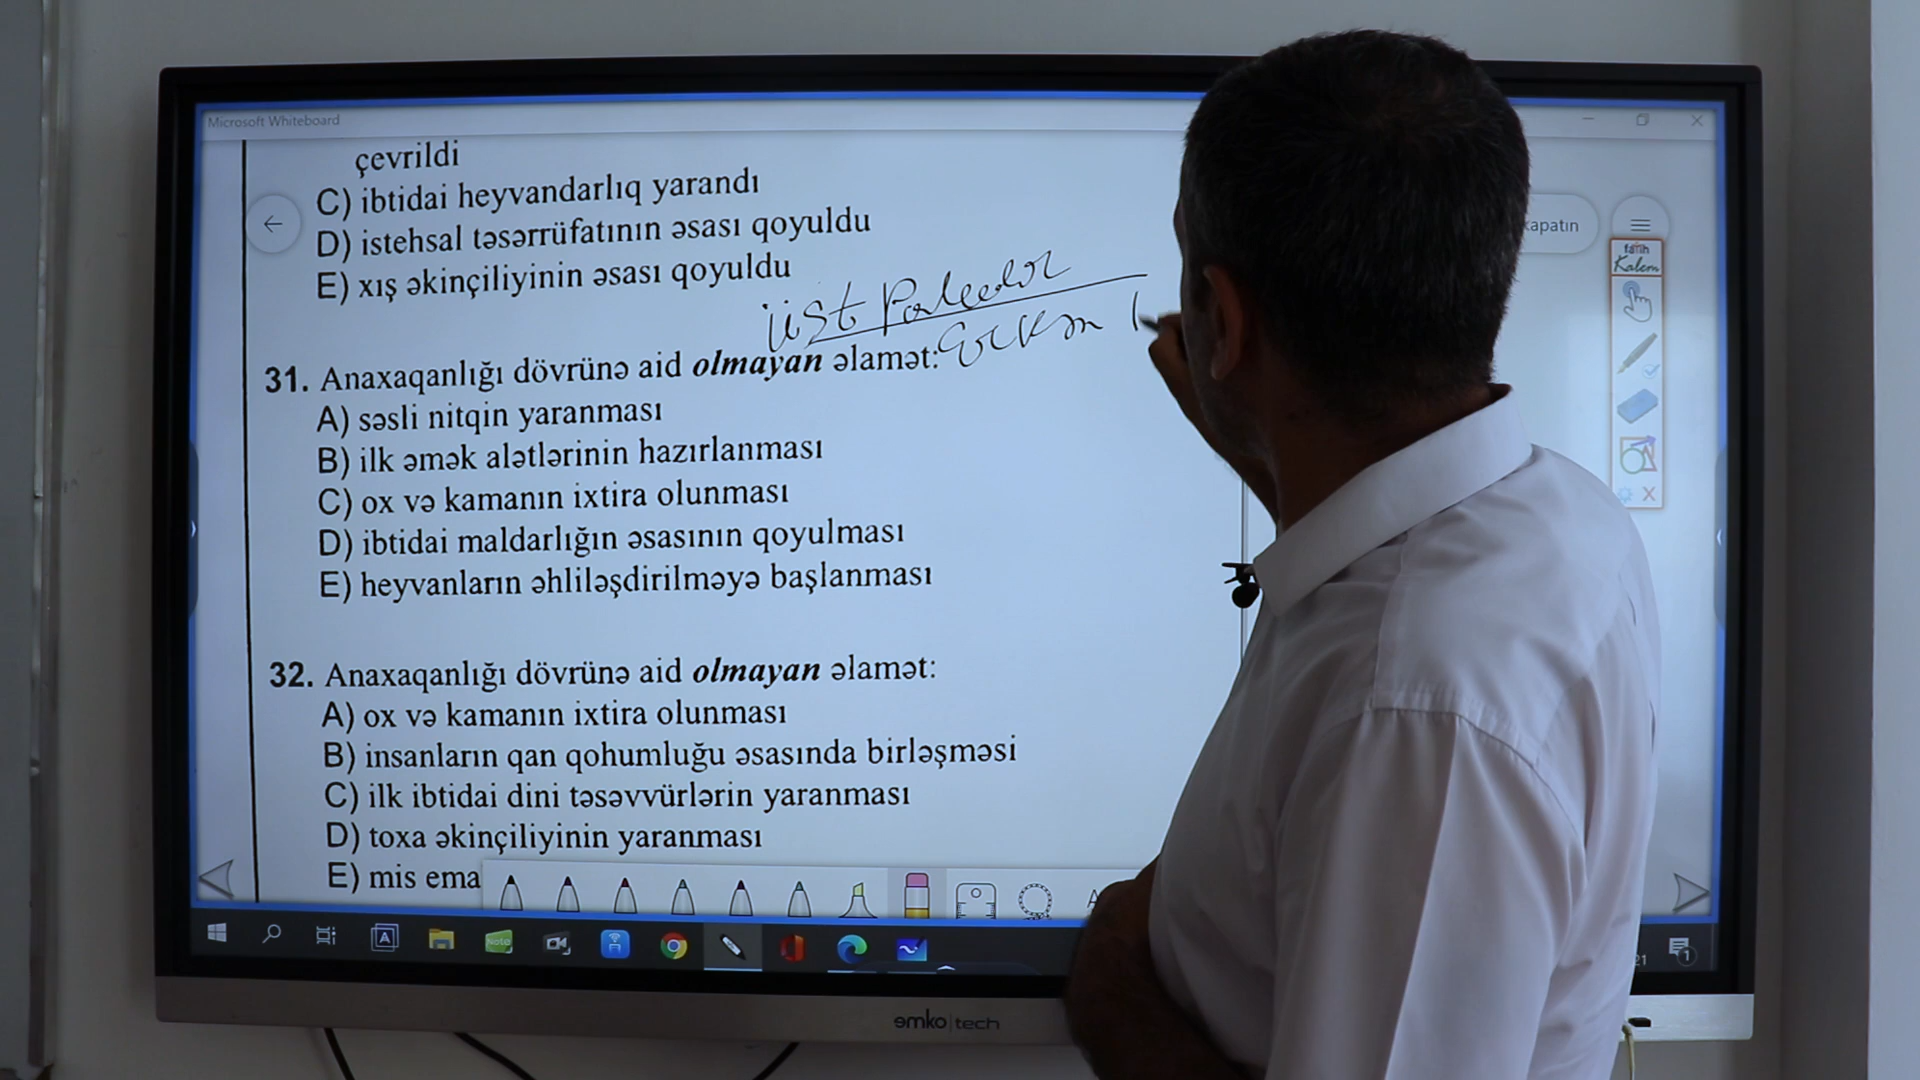 Microsoft Whiteboard
çevrildi
C) ibtidai heyvandarlıq yarandı
D) istehsal təsərrüfatının əsası qoyuldu
E) xış əkinçiliyinin əsası qoyuldu
üst
31. Anaxaqanlığı dövrünə aid olmayan əlamət:
A) səsli nitqin yaranması
B) ilk əmək alətlərinin hazırlanması
C) ox və kamanın ixtira olunması
D) ibtidai maldarlığın əsasının qoyulması
E) heyvanların əhliləşdirilməyə başlanması
32. Anaxaqanlığı dövrünə aid olmayan əlamət:
A) ox və kamanın ixtira olunması
B) insanların qan qohumluğu əsasında birləşməsi
C) ilk ibtidai dini təsəvvürlərin yaranması
D) toxa əkinçiliyinin yaranması
E) mis ema
kapatın
fatih
Kalem
emko|tech